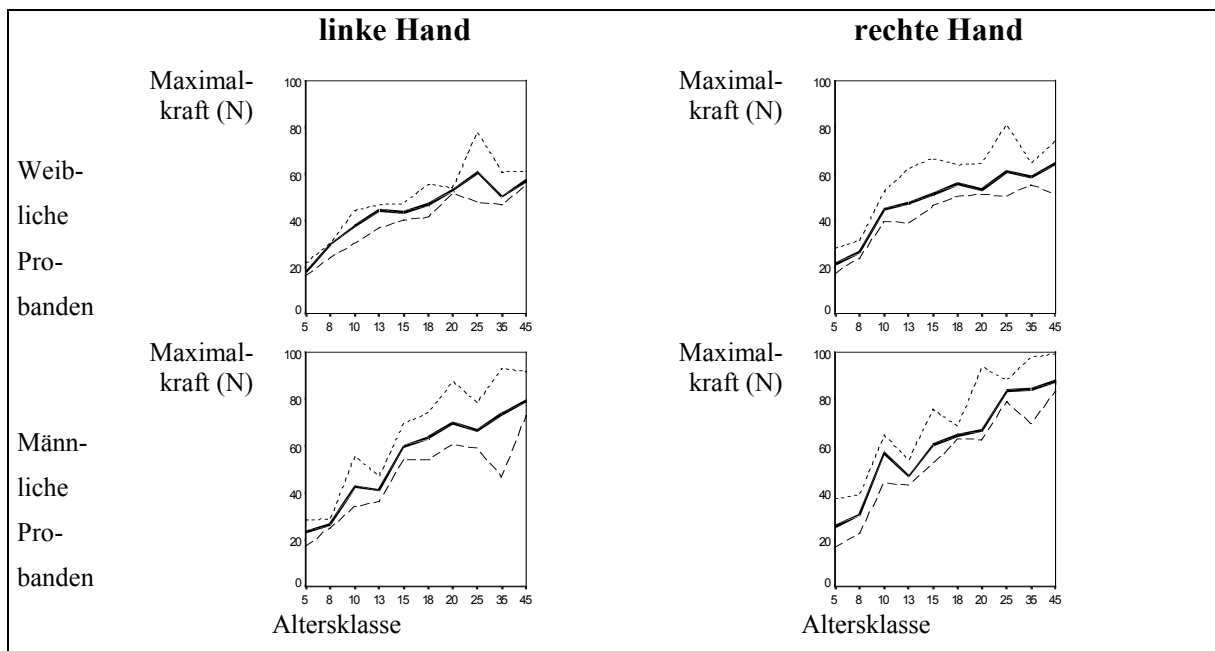 linke Hand
rechte Hand
Maximal-
kraft (N)
100
80
60
40
20
0
5 8 10 13 15 18 20 25 35 45
Maximal-
kraft (N)
100
80
60
40
20
0
5 8 10 13 15 18 20 25 35 45
Weib-
liche
Pro-
banden
Maximal-
kraft (N)
100
80
60
40
20
0
5 8 10 13 15 18 20 25 35 45
Maximal-
kraft (N)
100
80
60
40
20
0
5 8 10 13 15 18 20 25 35 45
Männ-
liche
Pro-
banden
Altersklasse
Altersklasse